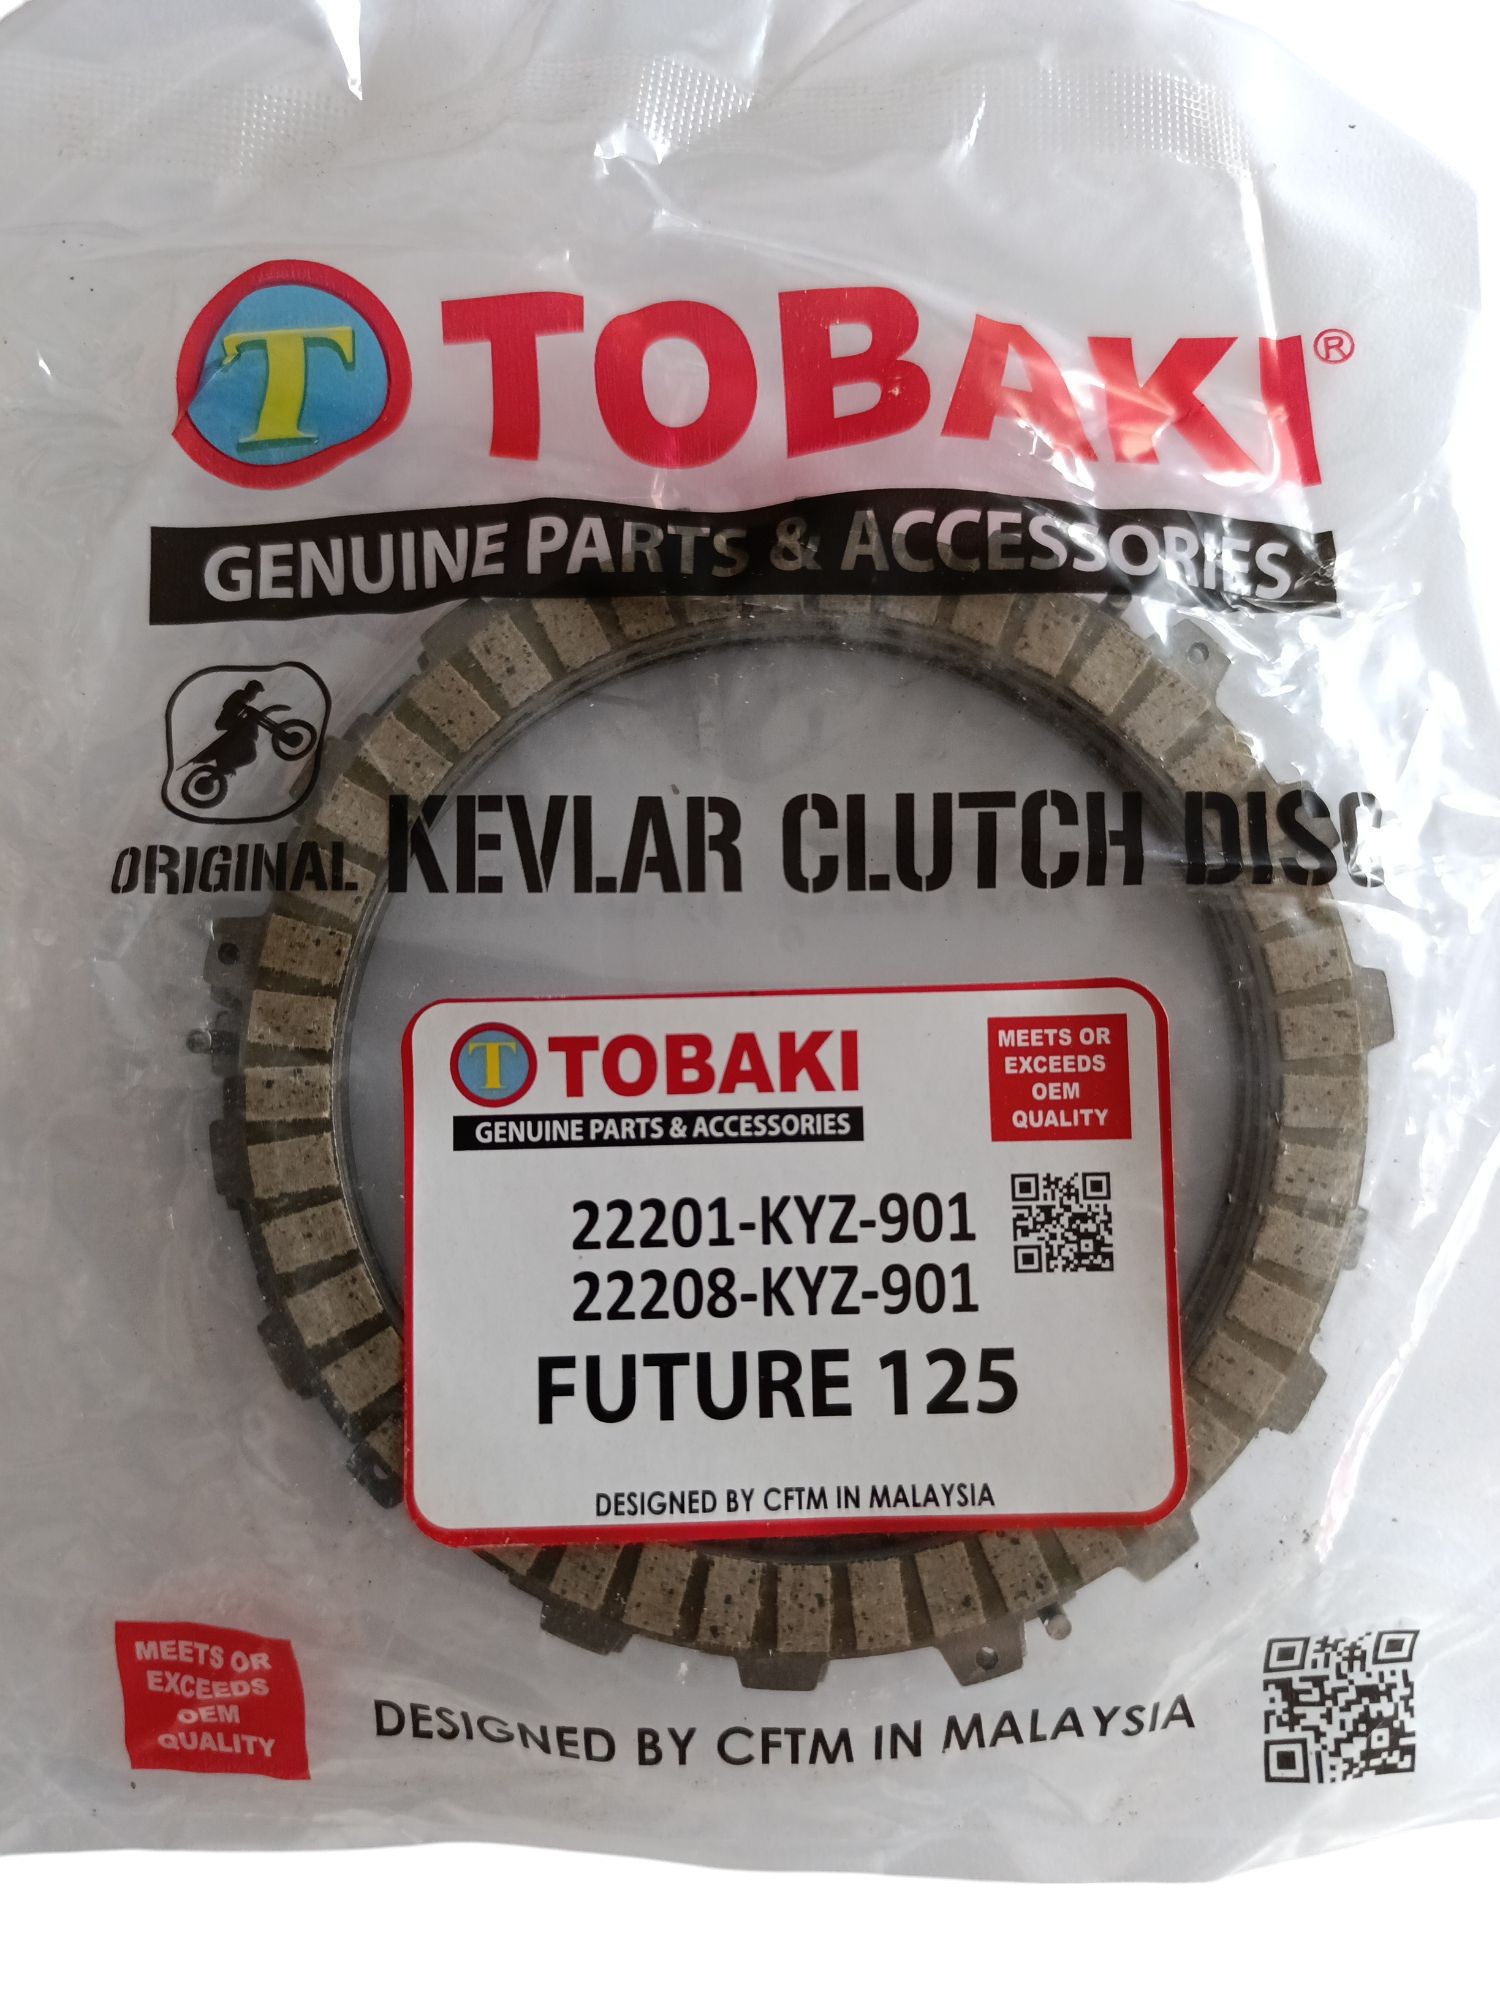 T TOBAKI®
GENUINE PARTS & ACCESSORIES
ORIGINAL KEVLAR CLUTCH DISC
T TOBAKI
GENUINE PARTS & ACCESSORIES
MEETS OR
EXCEEDS
OEM
QUALITY
22201-KYZ-901
22208-KYZ-901
FUTURE 125
DESIGNED BY CFTM IN MALAYSIA
MEETS OR
EXCEEDS
OEM
QUALITY
DESIGNED BY CFTM IN MALAYSIA